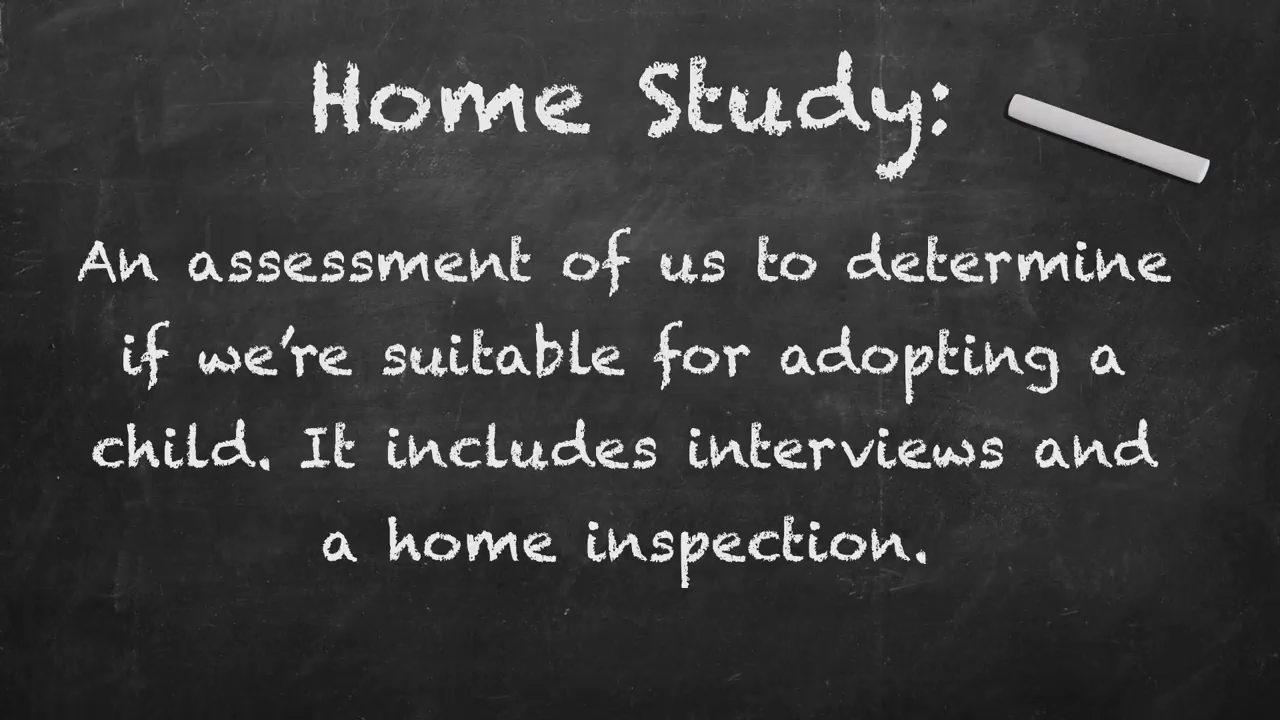 Home Study:
An assessment of us to determine
if we're suitable for adopting a
child. It includes interviews and
a home inspection.